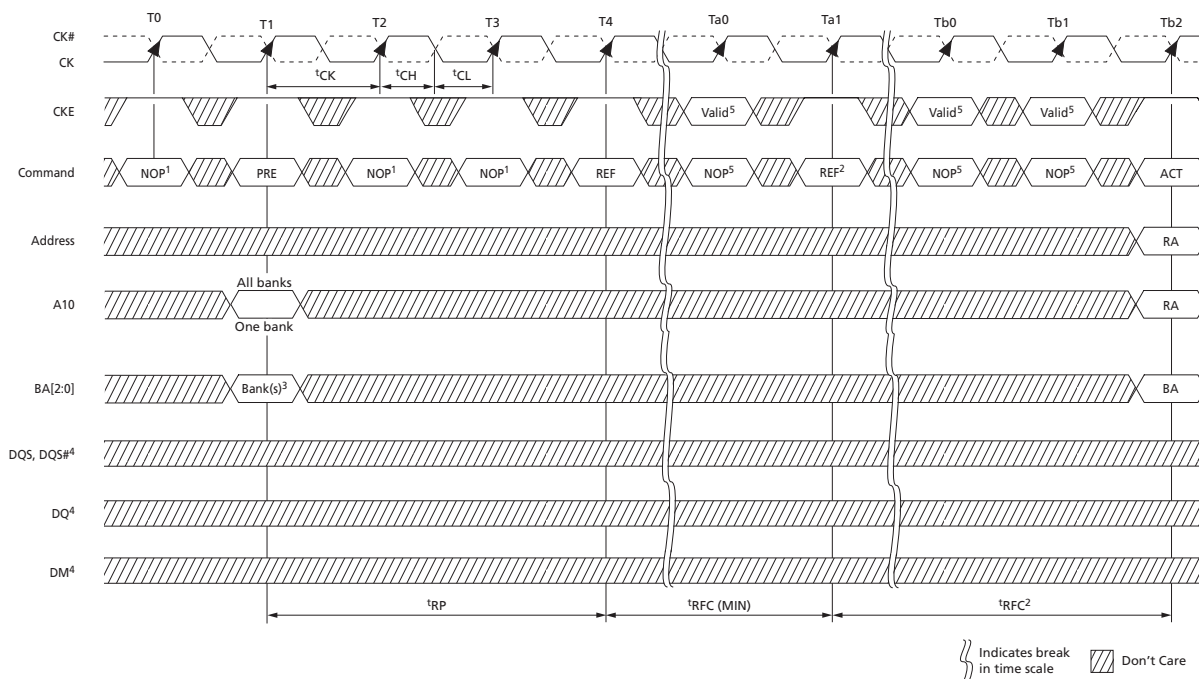 T0 T1 T2 T3 T4 Ta0 Ta1 Tb0 Tb1 Tb2
CK#
CK
tCK tCH tCL
CKE Valid5 Valid5 Valid5
Command NOP1 PRE NOP1 NOP1 REF NOP5 REF2 NOP5 NOP5 ACT
Address RA
All banks
A10 RA
One bank
BA[2:0] Bank(s)3 BA
DQS, DQS#4
DQ4
DM4
tRP tRFC (MIN) tRFC2
Indicates break
in time scale
Don't Care